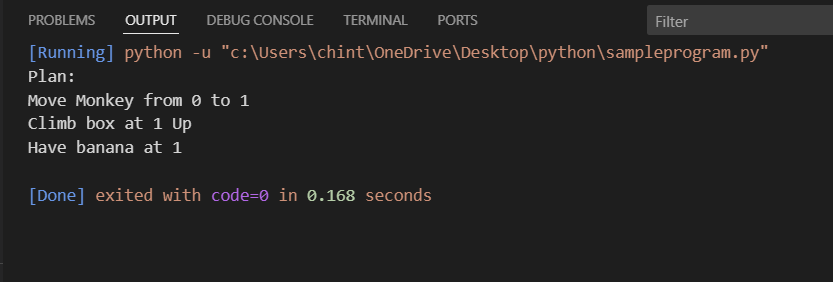 PROBLEMS OUTPUT DEBUG CONSOLE TERMINAL PORTS Filter
[Running] python -u "c:\Users\chint\OneDrive\Desktop\python\sampleprogram.py"
Plan:
Move Monkey from 0 to 1
Climb box at 1 Up
Have banana at 1
[Done] exited with code=0 in 0.168 seconds